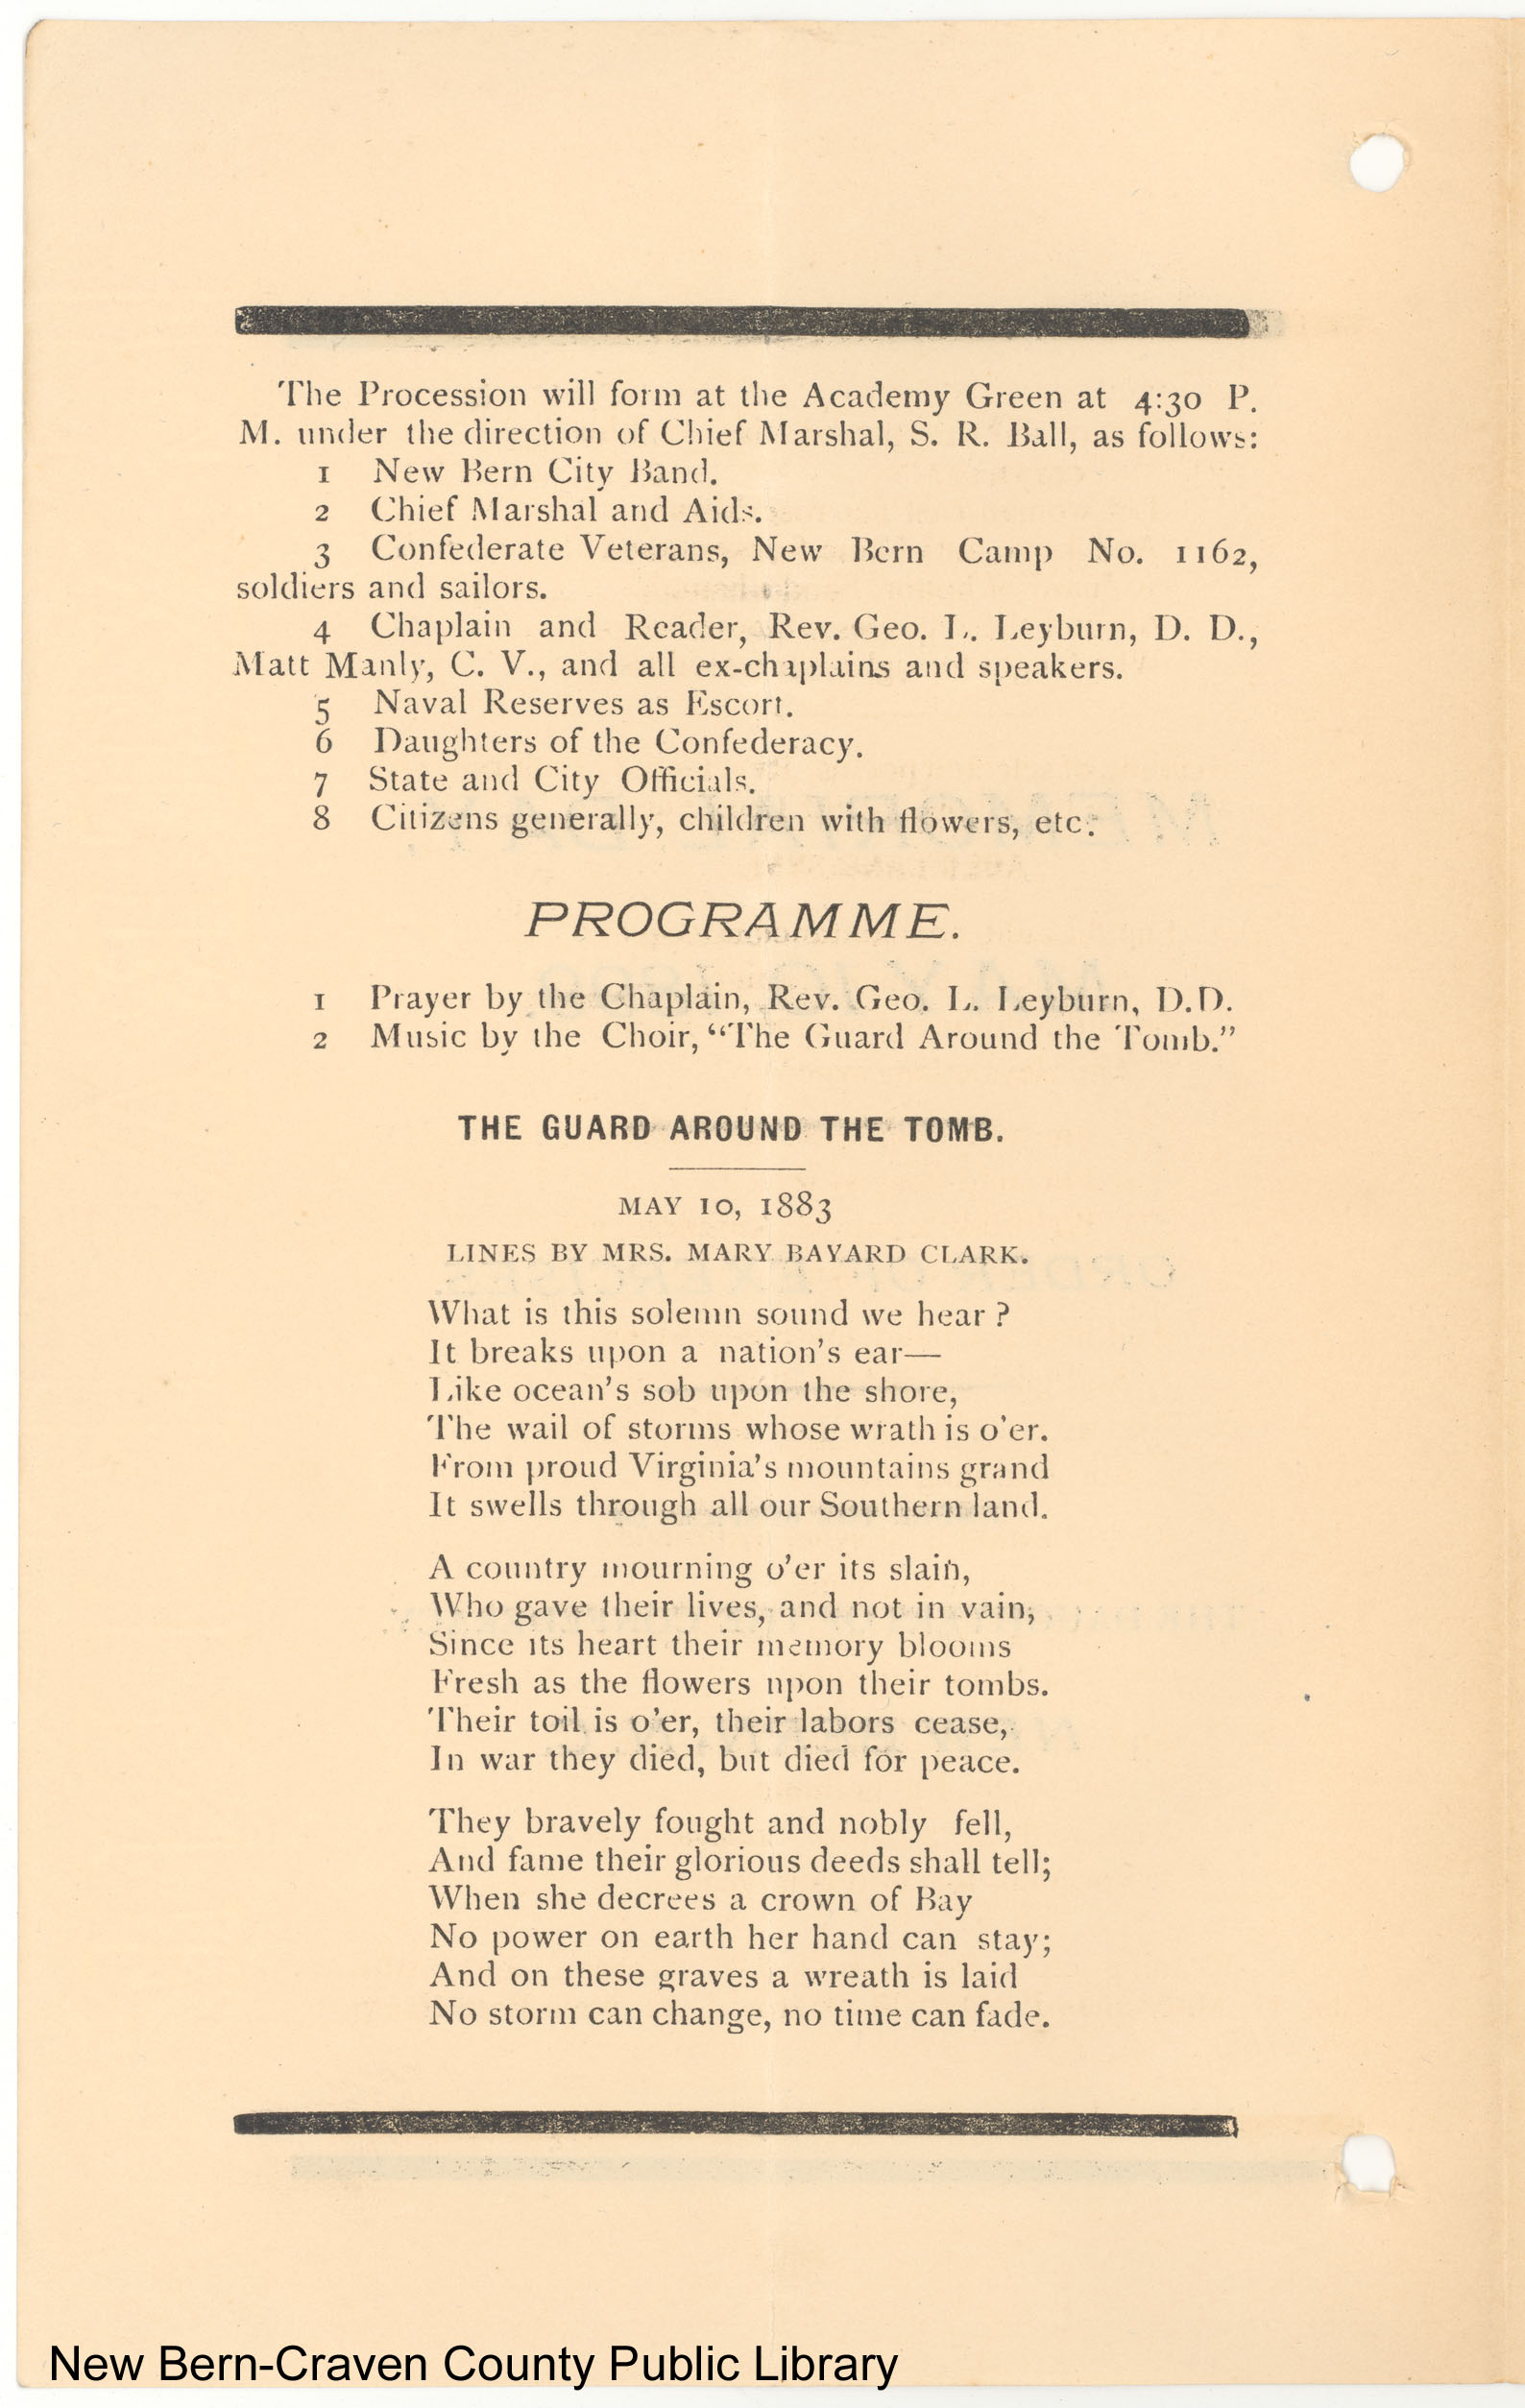 The Procession will form at the Academy Green at 4:30 P.
M. under the direction of Chief Marshal, S. R. Ball, as follows:
1 New Bern City Band.
2 Chief Marshal and Aids.
3 Confederate Veterans, New Bern Camp No. 1162,
soldiers and sailors.
4 Chaplain and Reader, Rev. Geo. L. Leyburn, D. D.,
Matt Manly, C. V., and all ex-chaplains and speakers.
5 Naval Reserves as Escort.
6 Daughters of the Confederacy.
7 State and City Officials.
8 Citizens generally, children with flowers, etc.
PROGRAMME.
1 Prayer by the Chaplain, Rev. Geo. L. Leyburn, D.D.
2 Music by the Choir, “The Guard Around the Tomb.”
THE GUARD AROUND THE TOMB.
MAY 10, 1883
LINES BY MRS. MARY BAYARD CLARK.
What is this solemn sound we hear ?
It breaks upon a nation’s ear—
Like ocean’s sob upon the shore,
The wail of storms whose wrath is o’er.
From proud Virginia’s mountains grand
It swells through all our Southern land.
A country mourning o’er its slain,
Who gave their lives, and not in vain;
Since its heart their memory blooms
Fresh as the flowers npon their tombs.
Their toil is o’er, their labors cease,
In war they died, but died for peace.
They bravely fought and nobly fell,
And fame their glorious deeds shall tell;
When she decrees a crown of Bay
No power on earth her hand can stay;
And on these graves a wreath is laid
No storm can change, no time can fade.
New Bern-Craven County Public Library